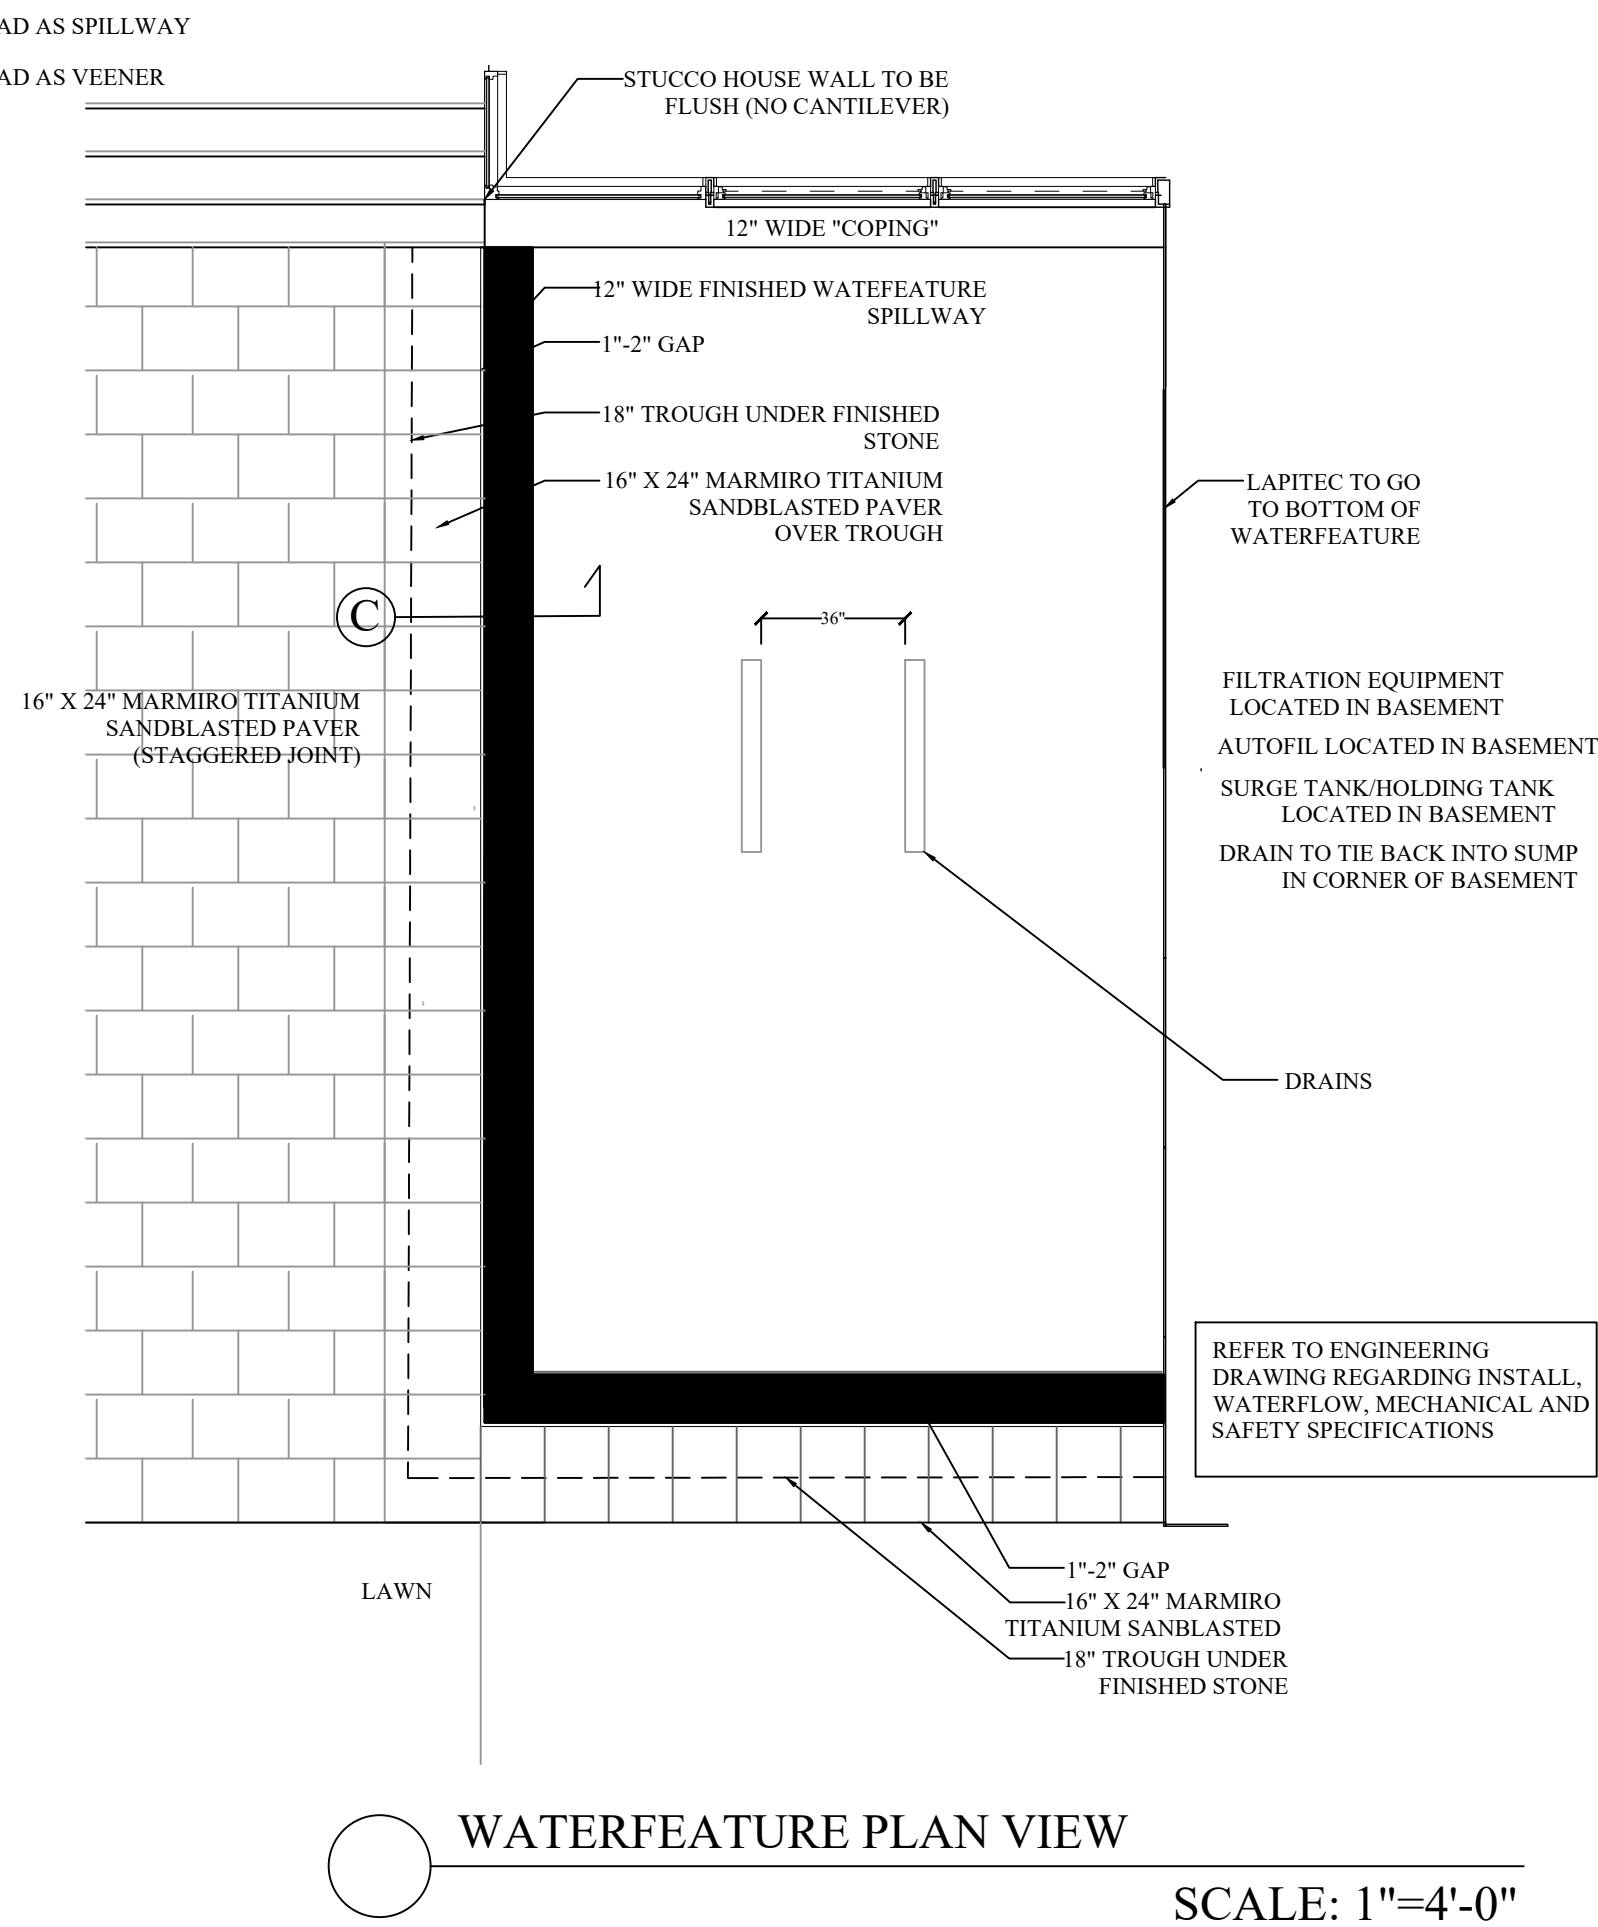 AD AS SPILLWAY
AD AS VEENER
STUCCO HOUSE WALL TO BE
FLUSH (NO CANTILEVER)
12" WIDE "COPING"
12" WIDE FINISHED WATEFEATURE
SPILLWAY
1"-2" GAP
18" TROUGH UNDER FINISHED
STONE
16" X 24" MARMIRO TITANIUM
SANDBLASTED PAVER
OVER TROUGH
LAPITEC TO GO
TO BOTTOM OF
WATERFEATURE
C
36"
16" X 24" MARMIRO TITANIUM
SANDBLASTED PAVER
(STAGGERED JOINT)
FILTRATION EQUIPMENT
LOCATED IN BASEMENT
AUTOFIL LOCATED IN BASEMENT
SURGE TANK/HOLDING TANK
LOCATED IN BASEMENT
DRAIN TO TIE BACK INTO SUMP
IN CORNER OF BASEMENT
DRAINS
REFER TO ENGINEERING
DRAWING REGARDING INSTALL,
WATERFLOW, MECHANICAL AND
SAFETY SPECIFICATIONS
1"-2" GAP
16" X 24" MARMIRO
TITANIUM SANBLASTED
18" TROUGH UNDER
FINISHED STONE
LAWN
WATERFEATURE PLAN VIEW
SCALE: 1"=4'-0"